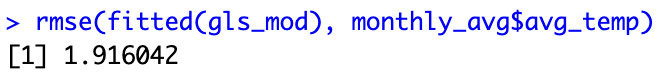 > rmse(fitted(gls_mod), monthly_avg$avg_temp)
[1] 1.916042